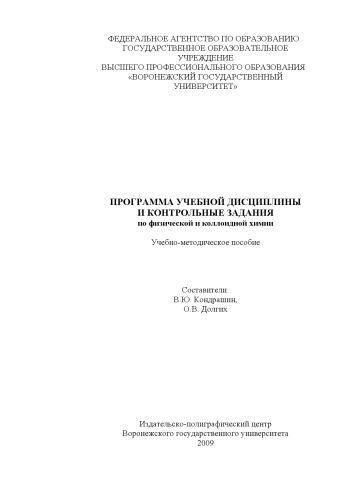 ФЕДЕРАЛЬНОЕ АГЕНТСТВО ПО ОБРАЗОВАНИЮ
ГОСУДАРСТВЕННОЕ ОБРАЗОВАТЕЛЬНОЕ
УЧРЕЖДЕНИЕ
ВЫСШЕГО ПРОФЕССИОНАЛЬНОГО ОБРАЗОВАНИЯ
«ВОРОНЕЖСКИЙ ГОСУДАРСТВЕННЫЙ
УНИВЕРСИТЕТ»
ПРОГРАММА УЧЕБНОЙ ДИСЦИПЛИНЫ
И КОНТРОЛЬНЫЕ ЗАДАНИЯ
по физической и коллоидной химии
Учебно-методическое пособие
Составители:
В.Ю. Кондрашин,
О.В. Долгих
Издательско-полиграфический центр
Воронежского государственного университета
2009